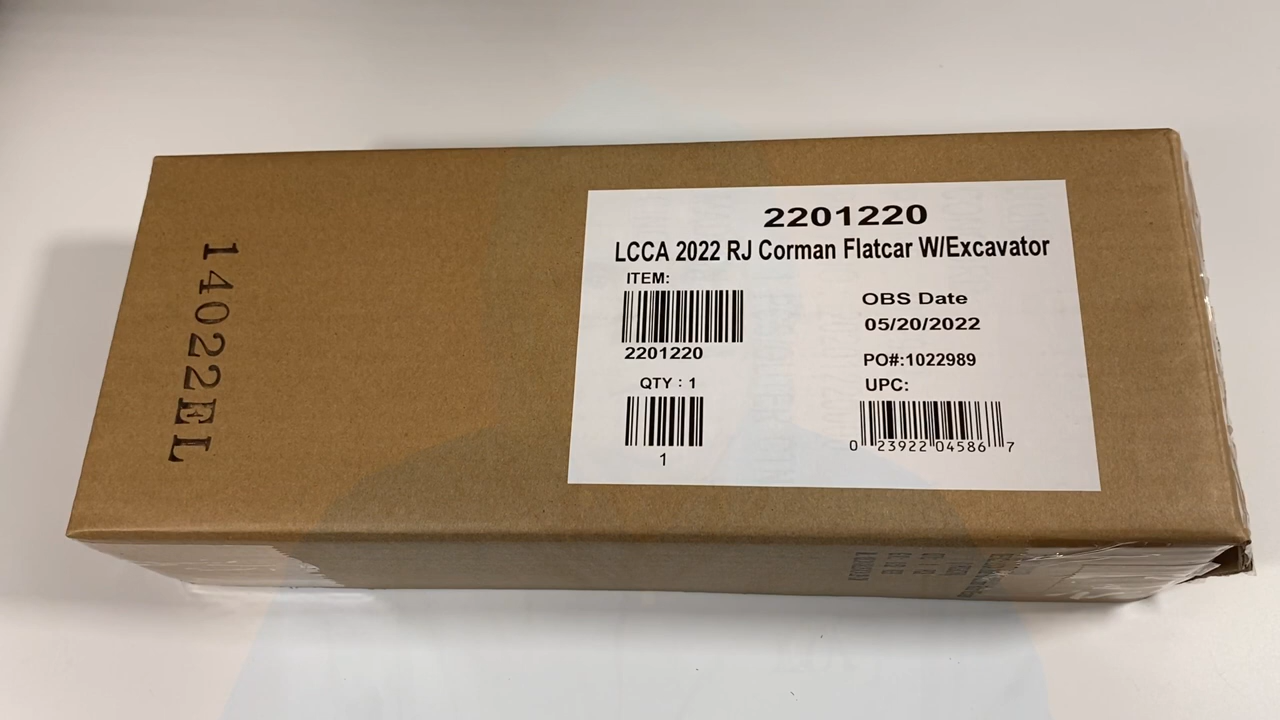 14022EL
2201220
LCCA 2022 RJ Corman Flatcar W/Excavator
ITEM:
2201220
QTY : 1
1
OBS Date
05/20/2022
PO#:1022989
UPC:
0 23922 04586 7